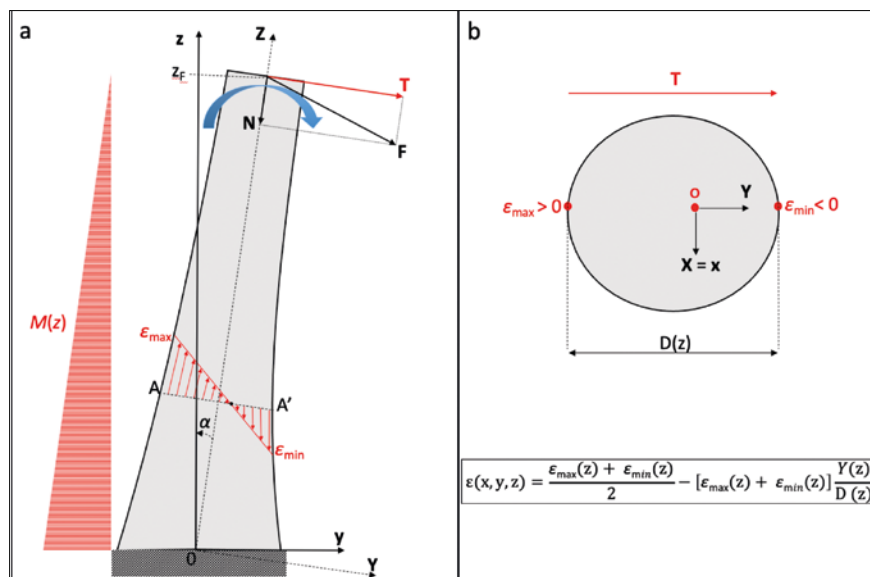 a
z
Z
z_F
T
N
F
M(z)
ε_max
A
A'
α
ε_min
0
y
Y
b
T
ε_max > 0
O
Y
ε_min < 0
X = x
D(z)
ε(x, y, z) = (ε_max(z) + ε_min(z))/2 − [ε_max(z) + ε_min(z)] Y(z)/D (z)